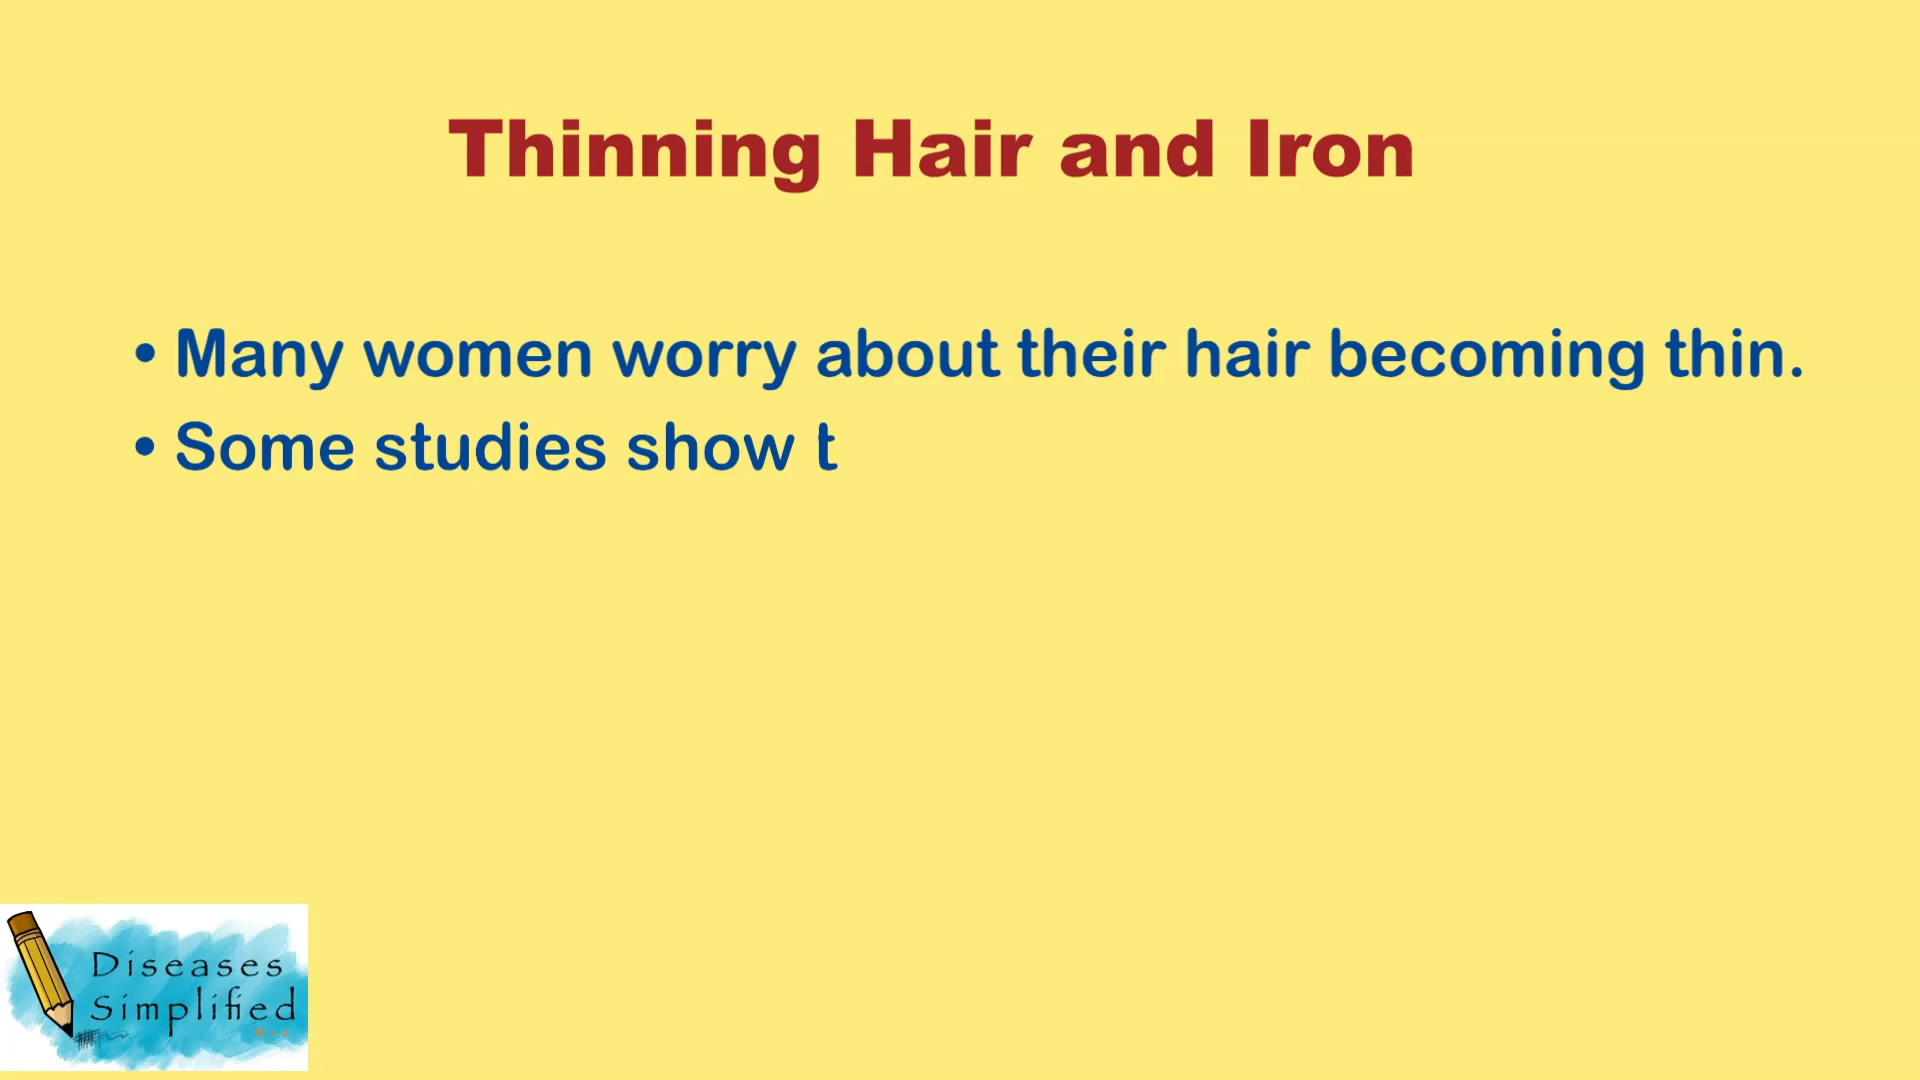 Thinning Hair and Iron
• Many women worry about their hair becoming thin.
• Some studies show t
Diseases
Simplified